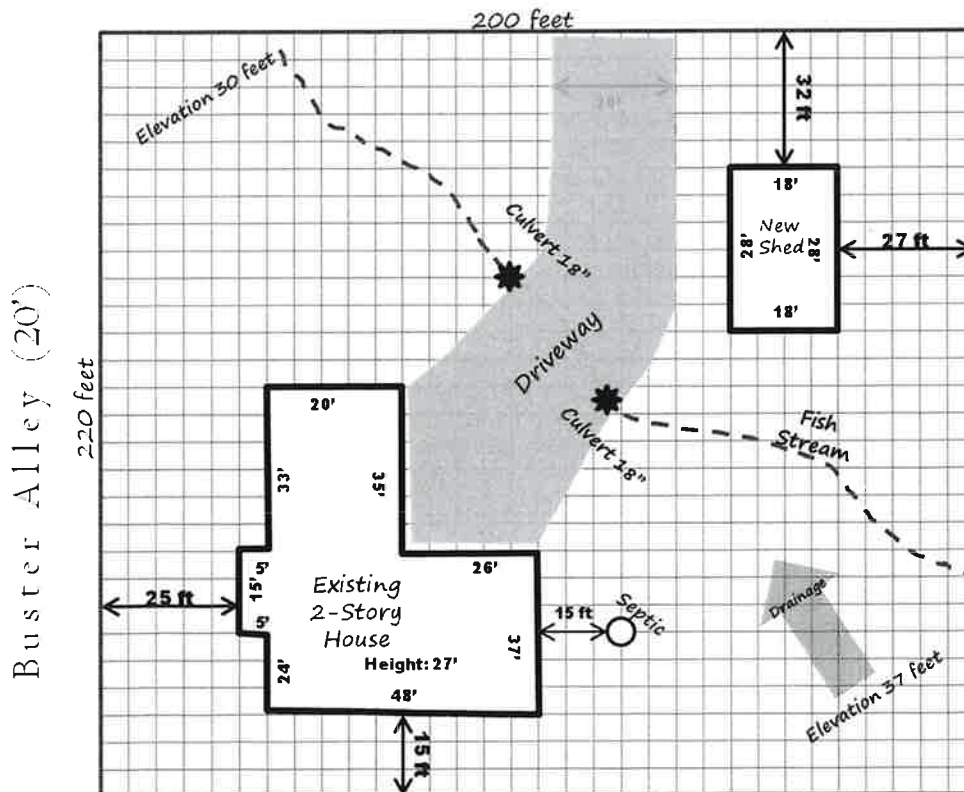 200 feet
Elevation 30 feet
32 ft
Culvert 18"
18'
New
Shed
28'
28'
18'
27 ft
Buster Alley (20')
220 feet
Driveway
Culvert 18"
Fish
Stream
20'
33'
35'
5'
15'
5'
26'
25 ft
Existing
2-Story
House
Height: 27'
37'
24'
48'
15 ft
Septic
Drainage
Elevation 37 feet
15 ft